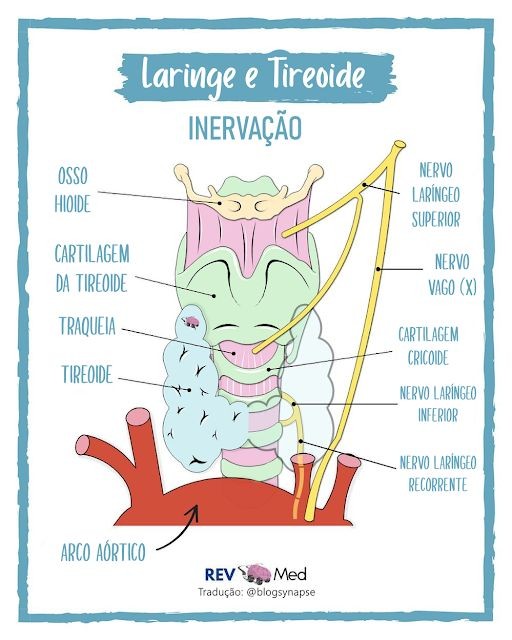 Laringe e Tireoide
INERVAÇÃO
OSSO
HIOIDE
CARTILAGEM
DA TIREOIDE
TRAQUEIA
TIREOIDE
ARCO AÓRTICO
NERVO
LARÍNGEO
SUPERIOR
NERVO
VAGO (X)
CARTILAGEM
CRICOIDE
NERVO LARÍNGEO
INFERIOR
NERVO LARÍNGEO
RECORRENTE
REV Med
Tradução: @blogsynapse